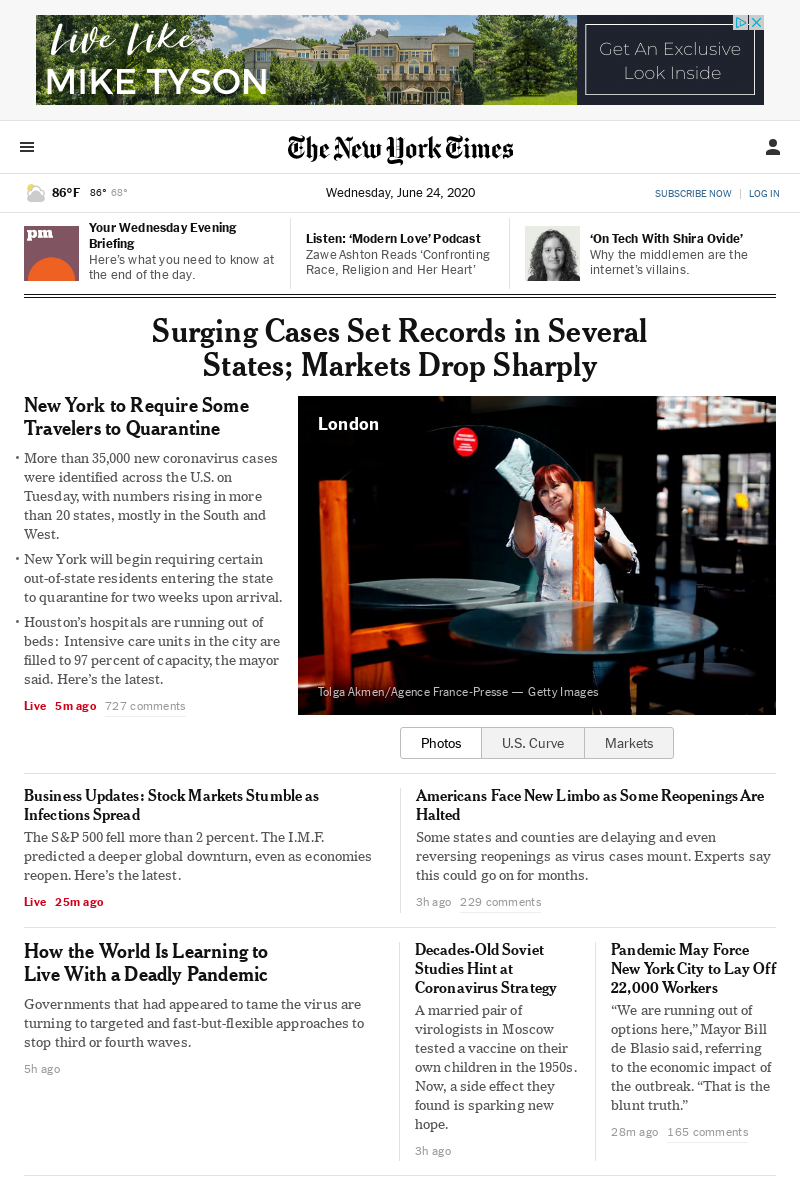 Live Like
MIKE TYSON
Get An Exclusive
Look Inside
The New York Times
86°F 86° 68°
Wednesday, June 24, 2020
SUBSCRIBE NOW LOG IN
pm
Your Wednesday Evening
Briefing
Here's what you need to know at
the end of the day.
Listen: ‘Modern Love’ Podcast
Zawe Ashton Reads ‘Confronting
Race, Religion and Her Heart’
‘On Tech With Shira Ovide’
Why the middlemen are the
internet’s villains.
Surging Cases Set Records in Several
States; Markets Drop Sharply
New York to Require Some
Travelers to Quarantine
• More than 35,000 new coronavirus cases
were identified across the U.S. on
Tuesday, with numbers rising in more
than 20 states, mostly in the South and
West.
• New York will begin requiring certain
out-of-state residents entering the state
to quarantine for two weeks upon arrival.
• Houston’s hospitals are running out of
beds: Intensive care units in the city are
filled to 97 percent of capacity, the mayor
said. Here’s the latest.
Live 5m ago 727 comments
London
Tolga Akmen/Agence France-Presse — Getty Images
Photos U.S. Curve Markets
Business Updates: Stock Markets Stumble as
Infections Spread
The S&P 500 fell more than 2 percent. The I.M.F.
predicted a deeper global downturn, even as economies
reopen. Here’s the latest.
Live 25m ago
Americans Face New Limbo as Some Reopenings Are
Halted
Some states and counties are delaying and even
reversing reopenings as virus cases mount. Experts say
this could go on for months.
3h ago 229 comments
How the World Is Learning to
Live With a Deadly Pandemic
Governments that had appeared to tame the virus are
turning to targeted and fast-but-flexible approaches to
stop third or fourth waves.
5h ago
Decades-Old Soviet
Studies Hint at
Coronavirus Strategy
A married pair of
virologists in Moscow
tested a vaccine on their
own children in the 1950s.
Now, a side effect they
found is sparking new
hope.
3h ago
Pandemic May Force
New York City to Lay Off
22,000 Workers
“We are running out of
options here,” Mayor Bill
de Blasio said, referring
to the economic impact of
the outbreak. “That is the
blunt truth.”
28m ago 165 comments